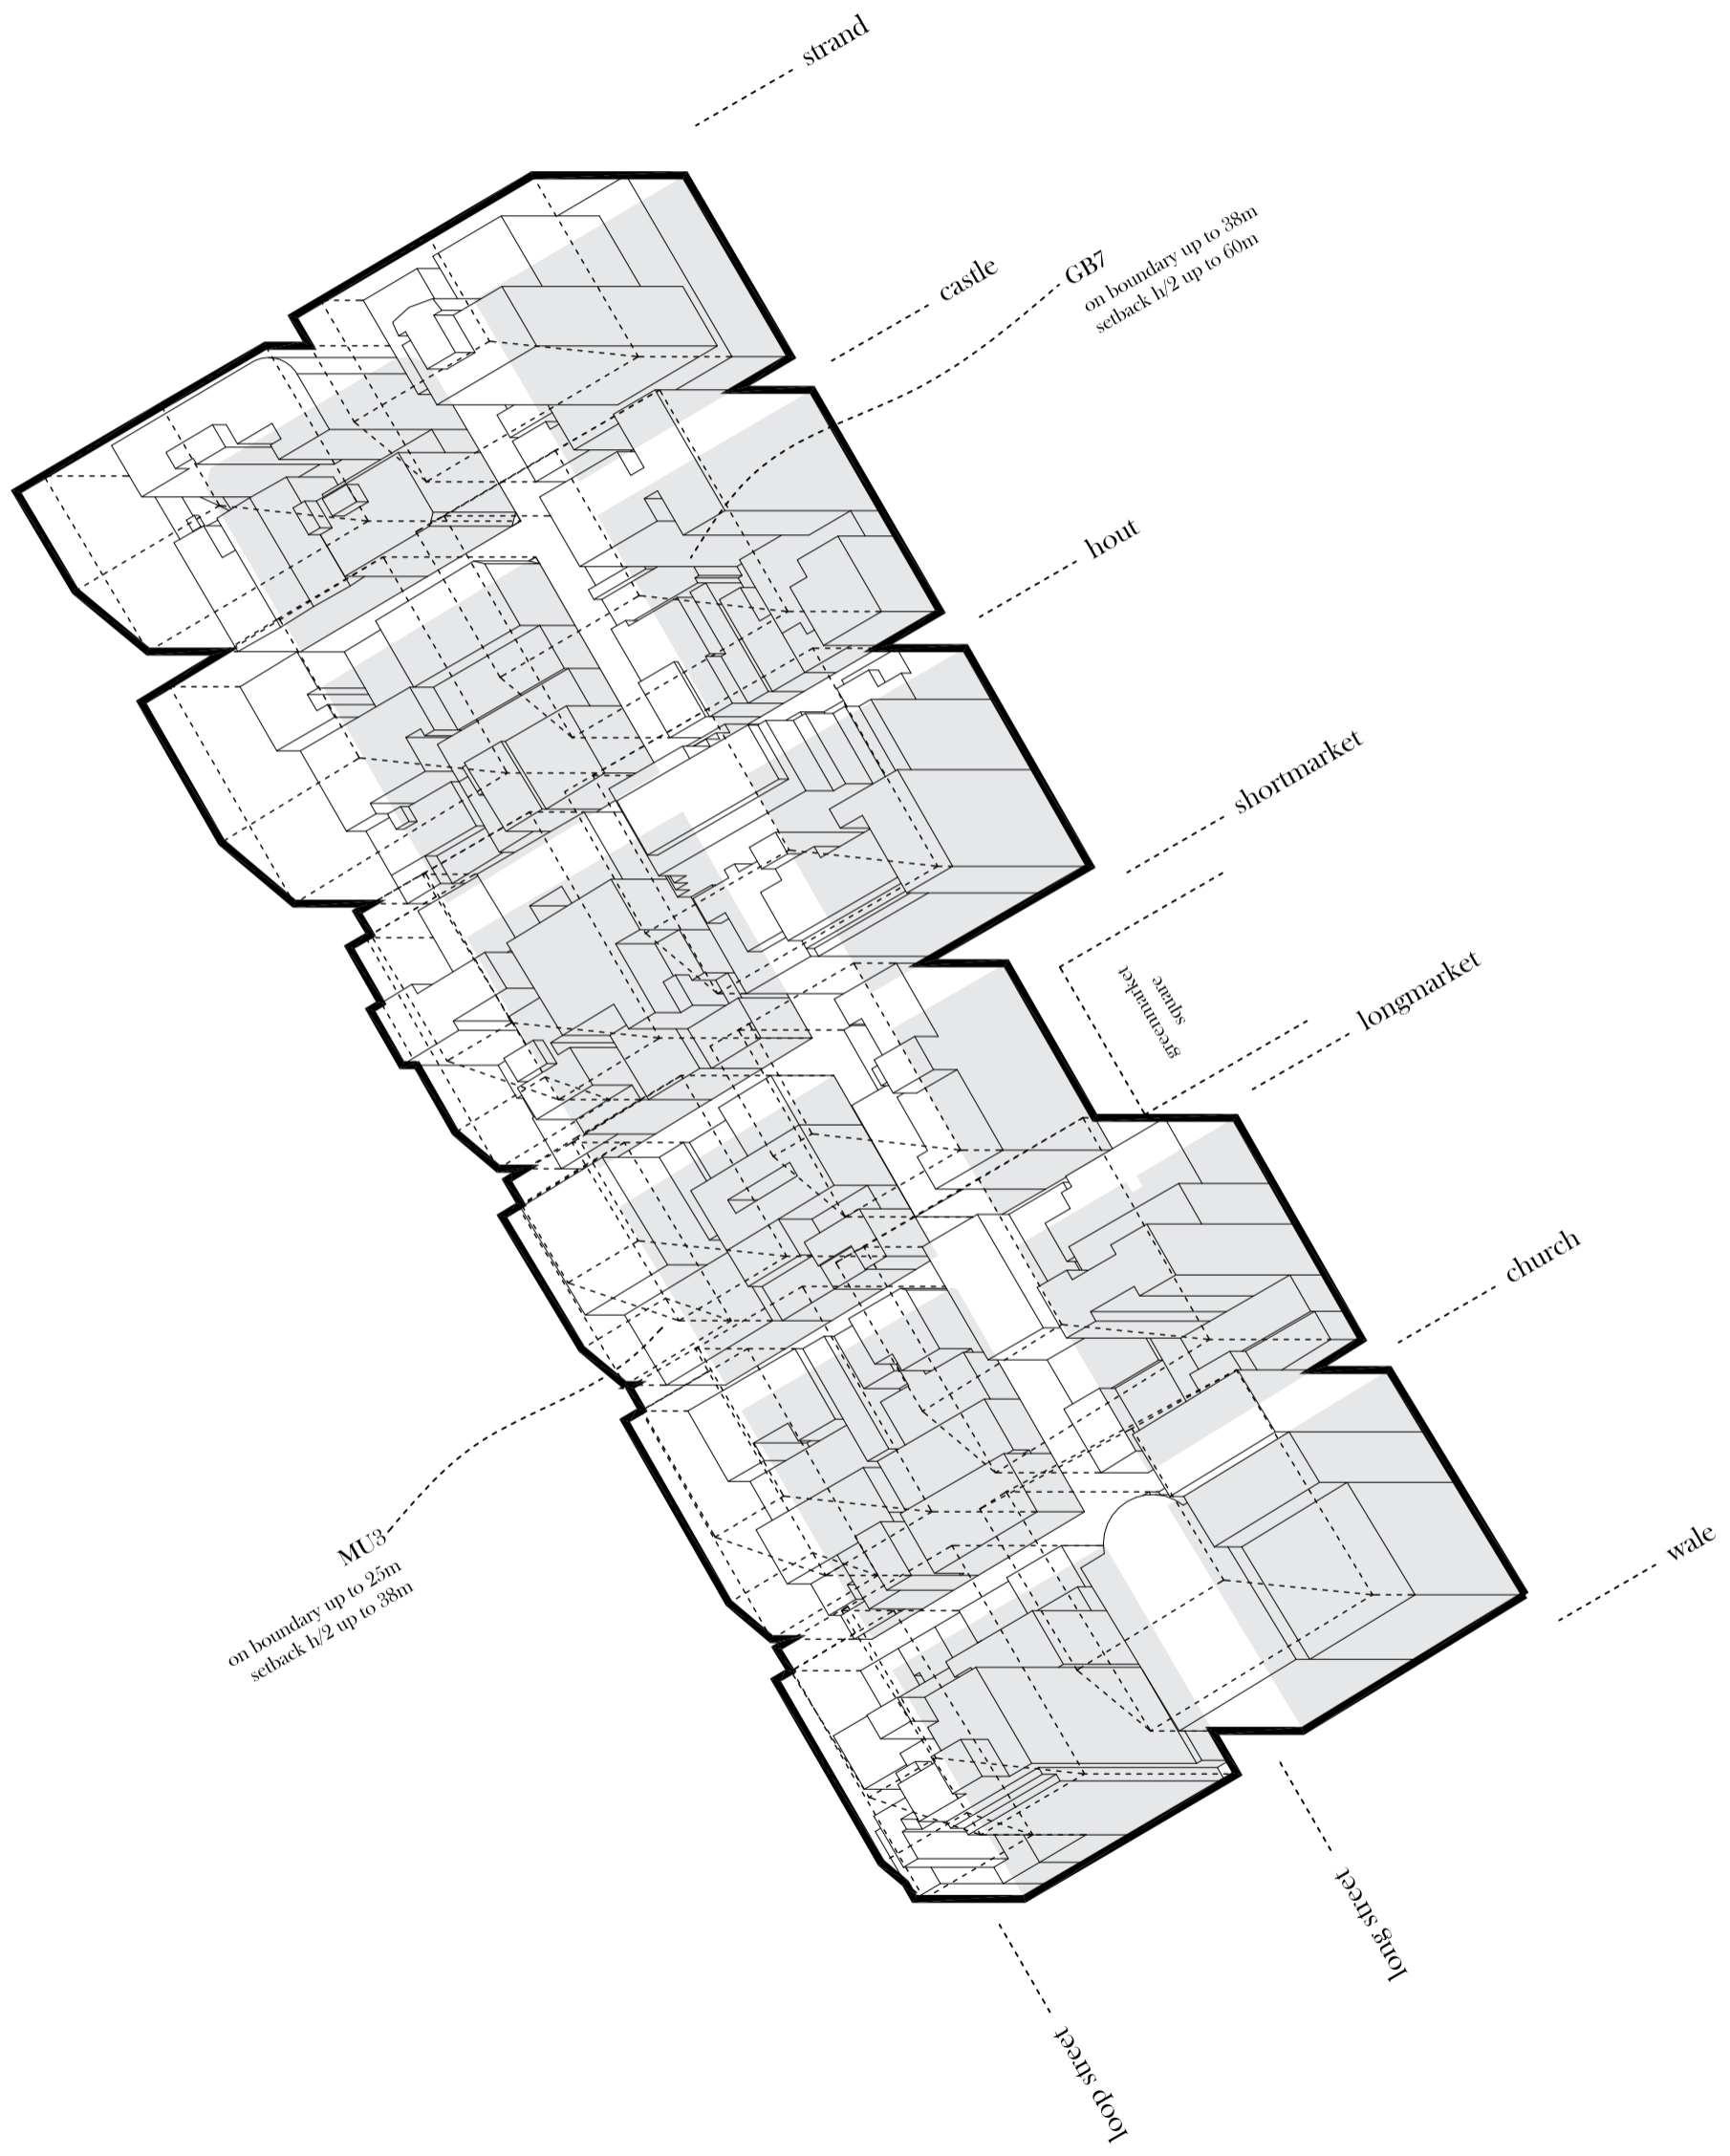 strand
castle
GB7
on boundary up to 38m
setback h/2 up to 60m
hout
shortmarket
greenmarket
square
longmarket
church
wale
MU3
on boundary up to 25m
setback h/2 up to 38m
long street
loop street